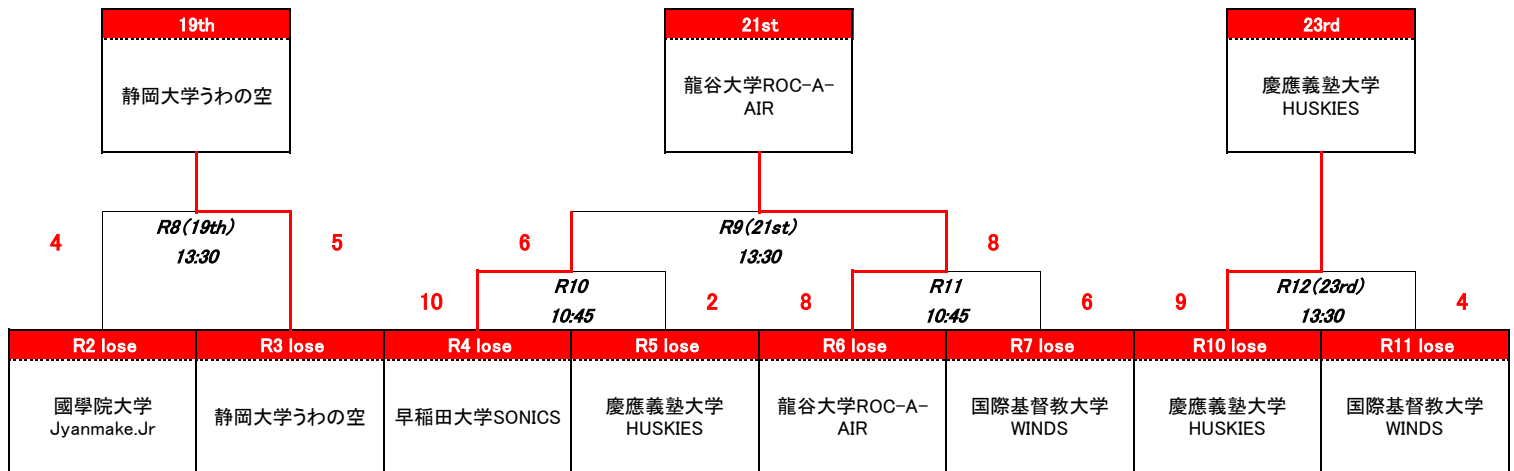 19th
21st
23rd
静岡大学うわの空
龍谷大学ROC-A-
AIR
慶應義塾大学
HUSKIES
4
R8(19th)
13:30
5
6
R9(21st)
13:30
8
10
R10
10:45
2
8
R11
10:45
6
9
R12(23rd)
13:30
4
R2 lose
R3 lose
R4 lose
R5 lose
R6 lose
R7 lose
R10 lose
R11 lose
國學院大学
Jyanmake.Jr
静岡大学うわの空
早稲田大学SONICS
慶應義塾大学
HUSKIES
龍谷大学ROC-A-
AIR
国際基督教大学
WINDS
慶應義塾大学
HUSKIES
国際基督教大学
WINDS